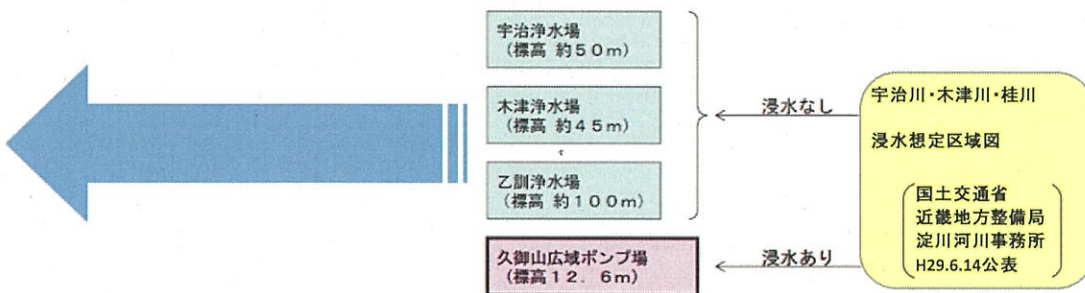 宇治浄水場
（標高 約５０ｍ）
木津浄水場
（標高 約４５ｍ）
乙訓浄水場
（標高 約１００ｍ）
久御山広域ポンプ場
（標高１２．６ｍ）
浸水なし
浸水あり
宇治川・木津川・桂川
浸水想定区域図
国土交通省
近畿地方整備局
淀川河川事務所
H29.6.14公表